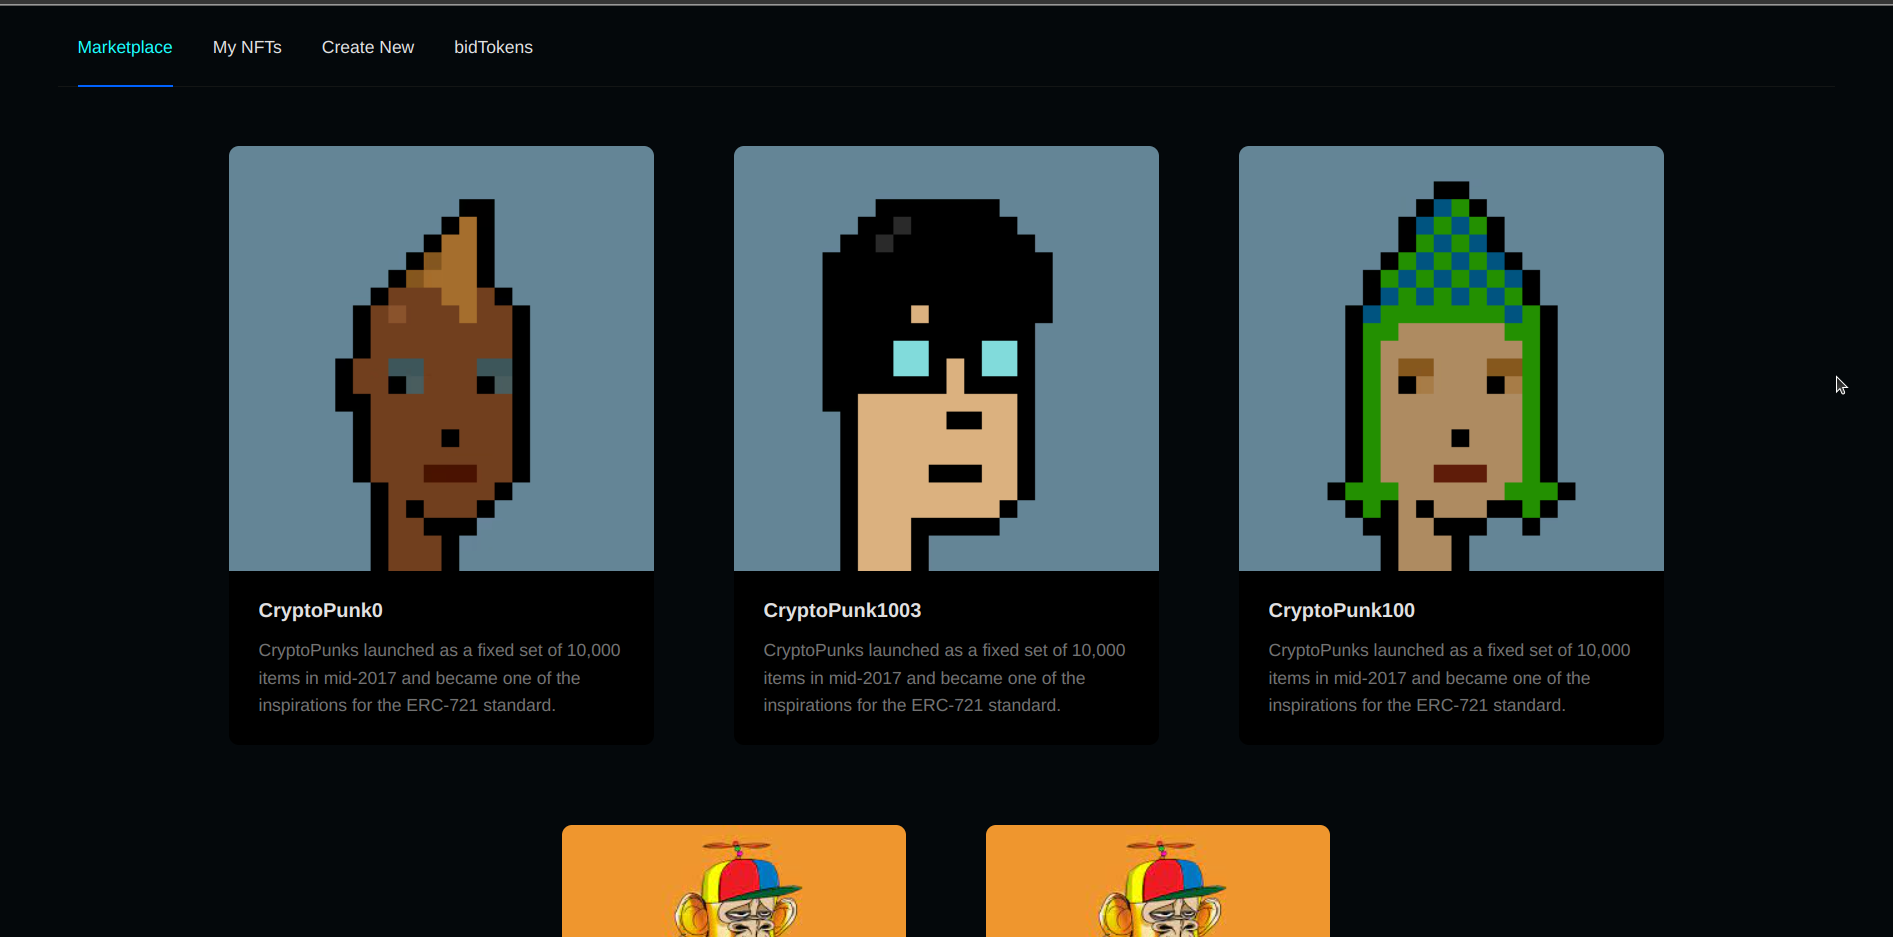 Marketplace My NFTs Create New bidTokens
CryptoPunk0
CryptoPunks launched as a fixed set of 10,000
items in mid-2017 and became one of the
inspirations for the ERC-721 standard.
CryptoPunk1003
CryptoPunks launched as a fixed set of 10,000
items in mid-2017 and became one of the
inspirations for the ERC-721 standard.
CryptoPunk100
CryptoPunks launched as a fixed set of 10,000
items in mid-2017 and became one of the
inspirations for the ERC-721 standard.